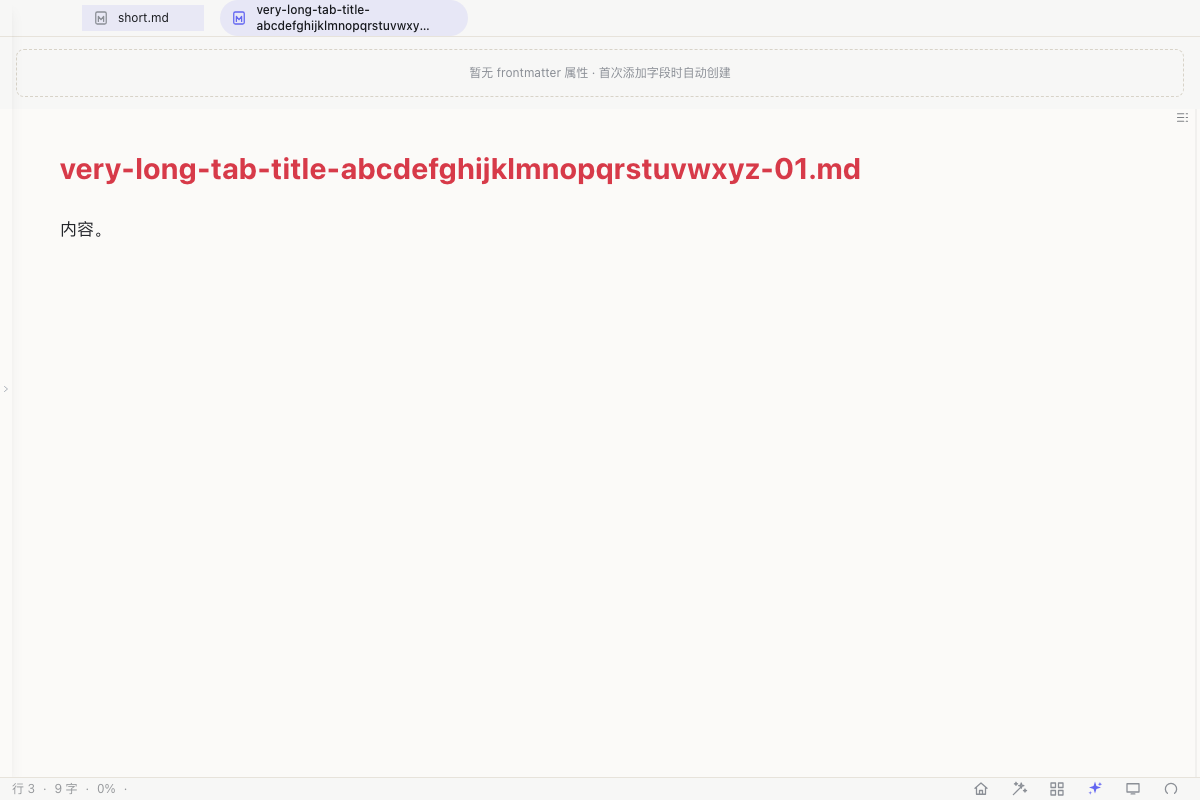 short.md
very-long-tab-title-
abcdefghijklmnopqrstuvwxy...
暂无 frontmatter 属性 · 首次添加字段时自动创建
very-long-tab-title-abcdefghijklmnopqrstuvwxyz-01.md
内容。
行 3 · 9 字 · 0% ·